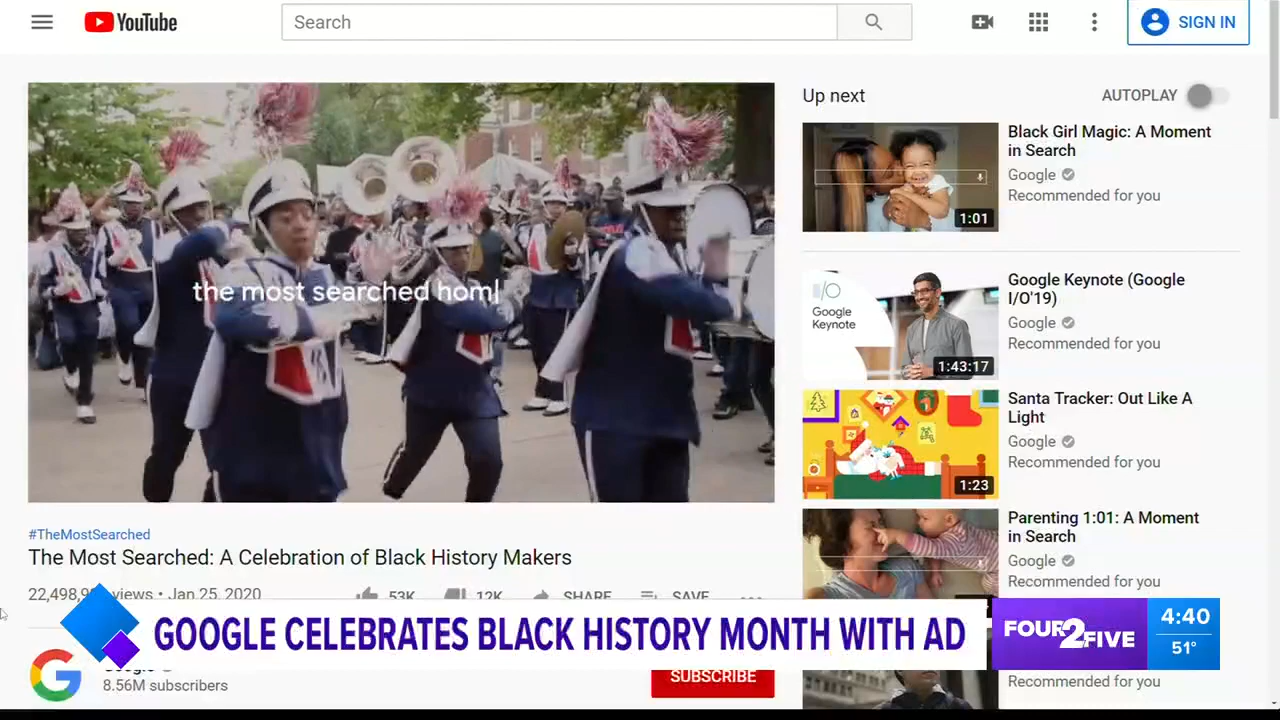 YouTube
Search
SIGN IN
the most searched hom
#TheMostSearched
The Most Searched: A Celebration of Black History Makers
views • Jan 25, 2020
53K
12K
SHARE
SAVE
8.56M subscribers
SUBSCRIBE
Up next
AUTOPLAY
1:01
Black Girl Magic: A Moment
in Search
Google
Recommended for you
I/O
Google
Keynote
1:43:17
Google Keynote (Google
I/O'19)
Google
Recommended for you
1:23
Santa Tracker: Out Like A
Light
Google
Recommended for you
Parenting 1:01: A Moment
in Search
Google
Recommended for you
Recommended for you
GOOGLE CELEBRATES BLACK HISTORY MONTH WITH AD
FOUR 2 FIVE
4:40
51°